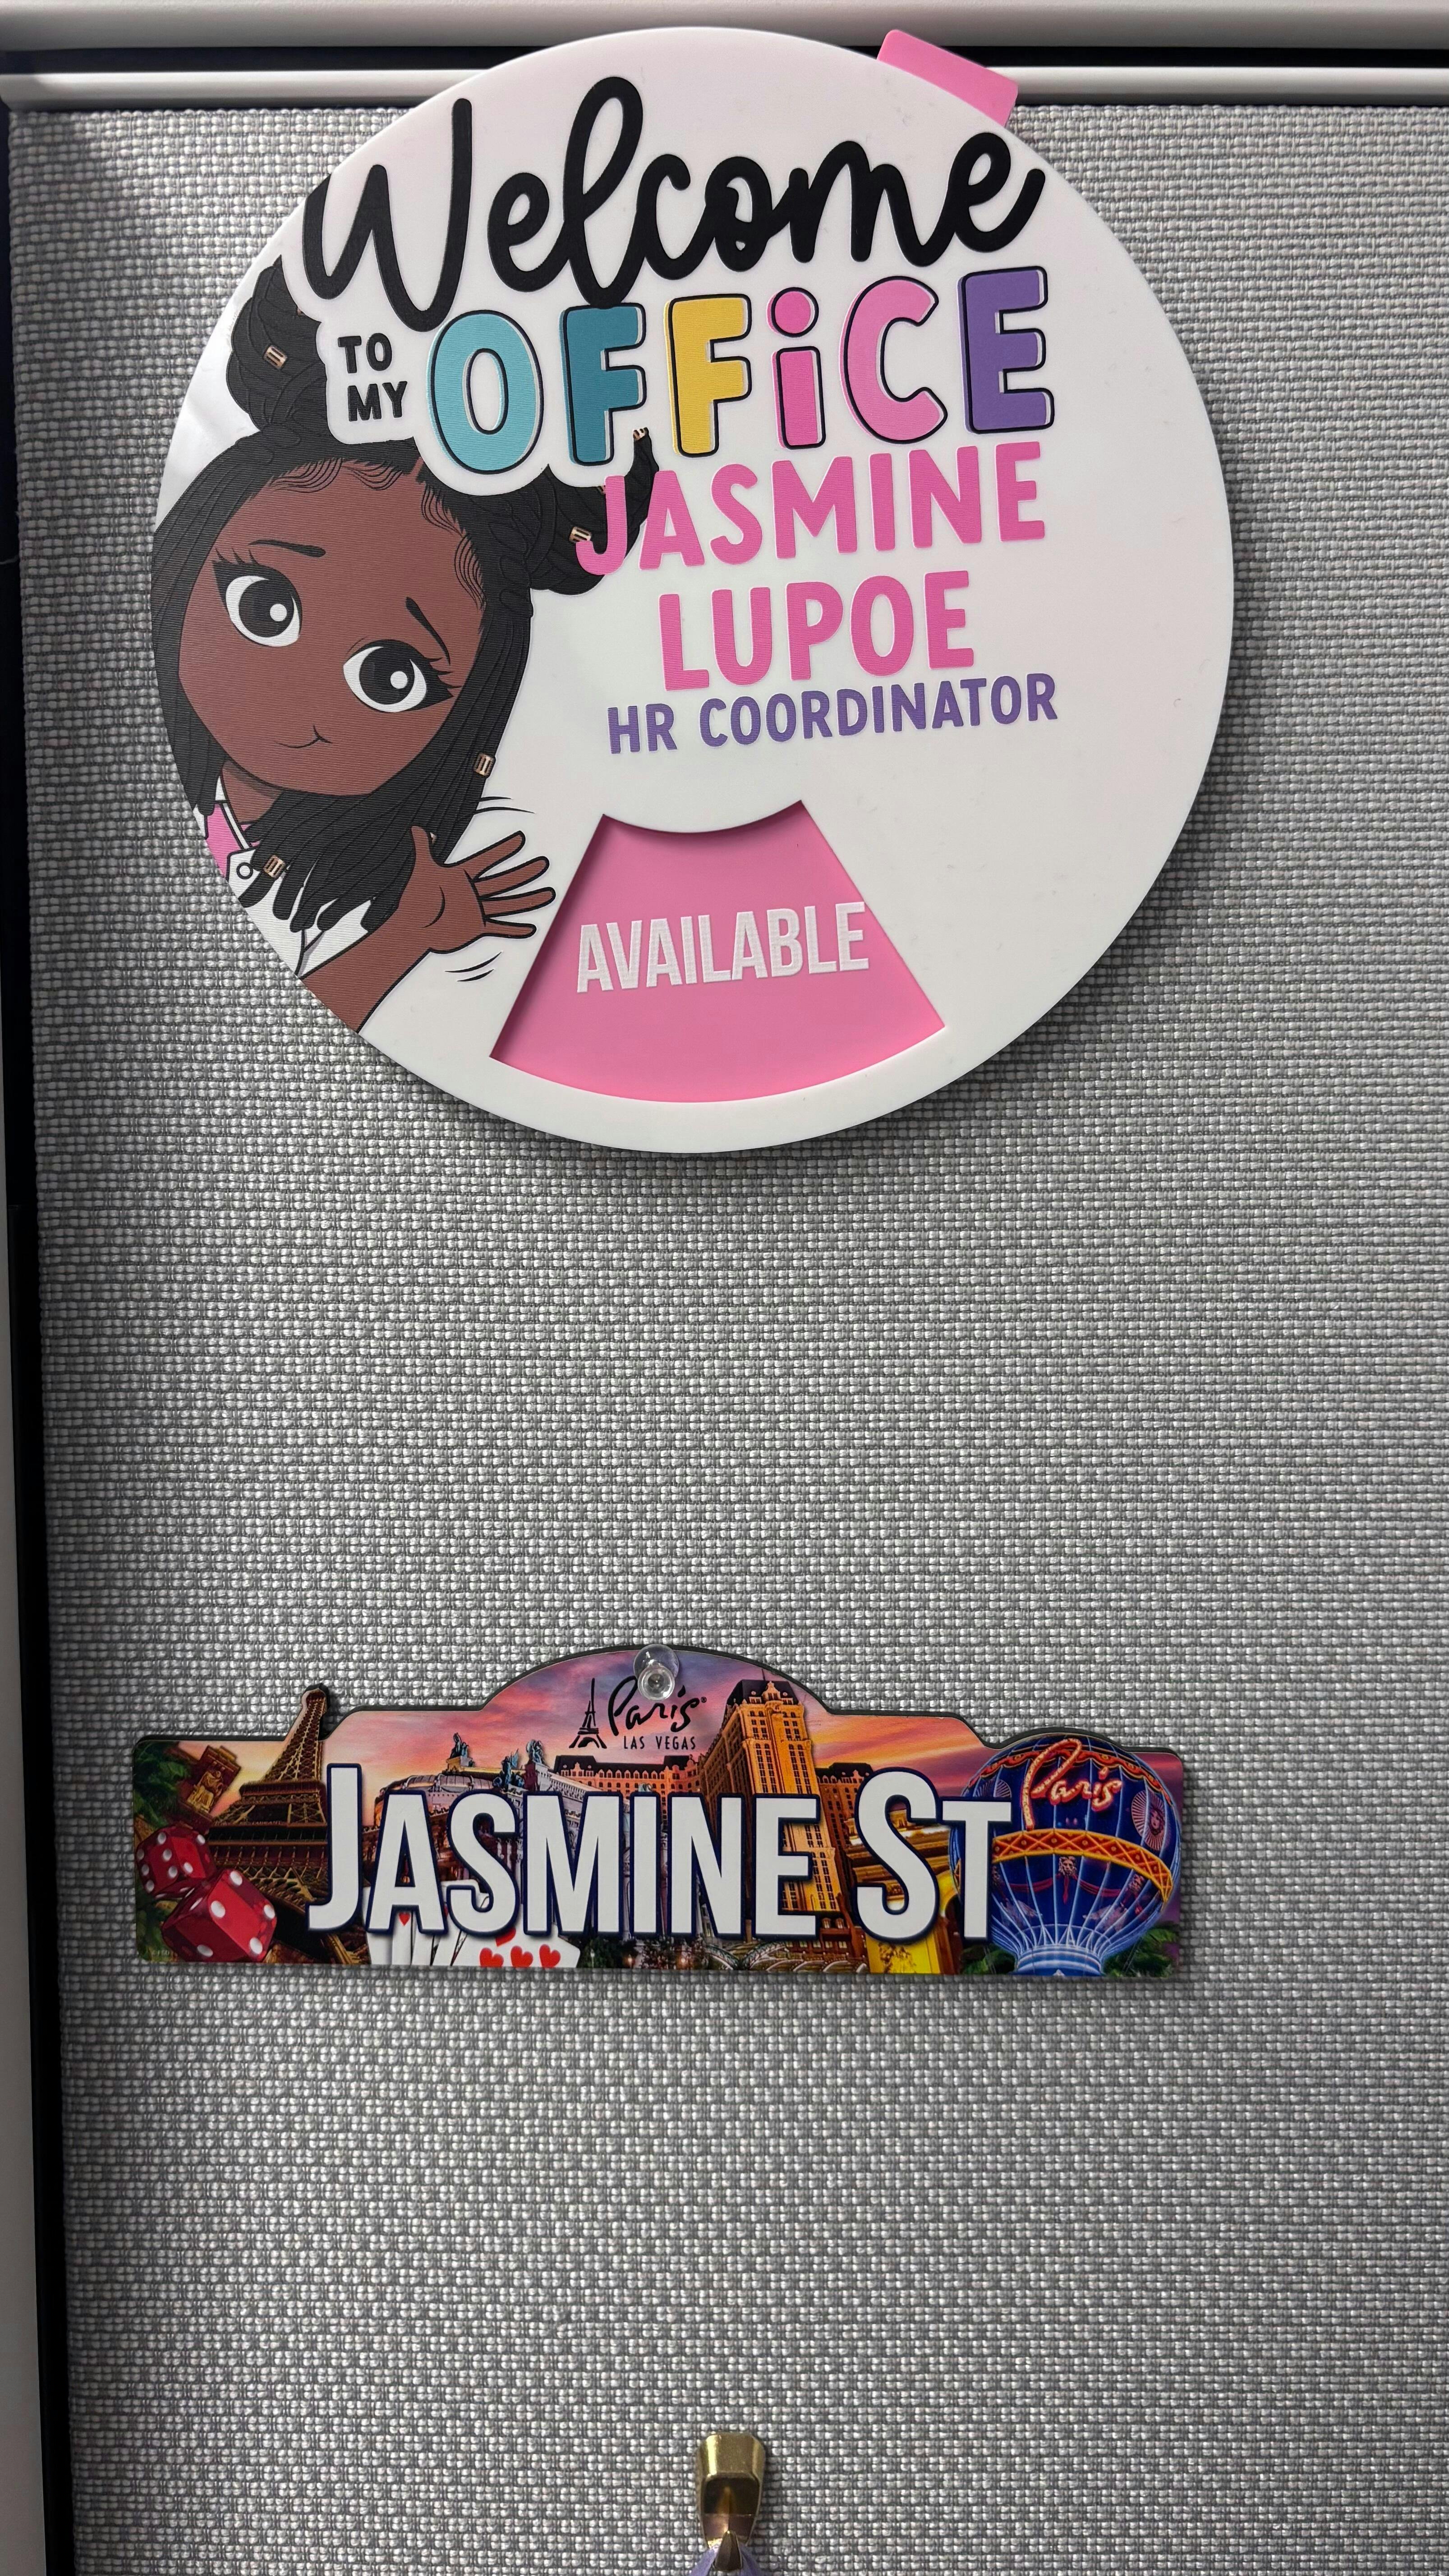 Welcome
TO
MY
OFFiCE
JASMINE
LUPOE
HR COORDINATOR
AVAILABLE
Paris
LAS VEGAS
Paris
JASMINE ST